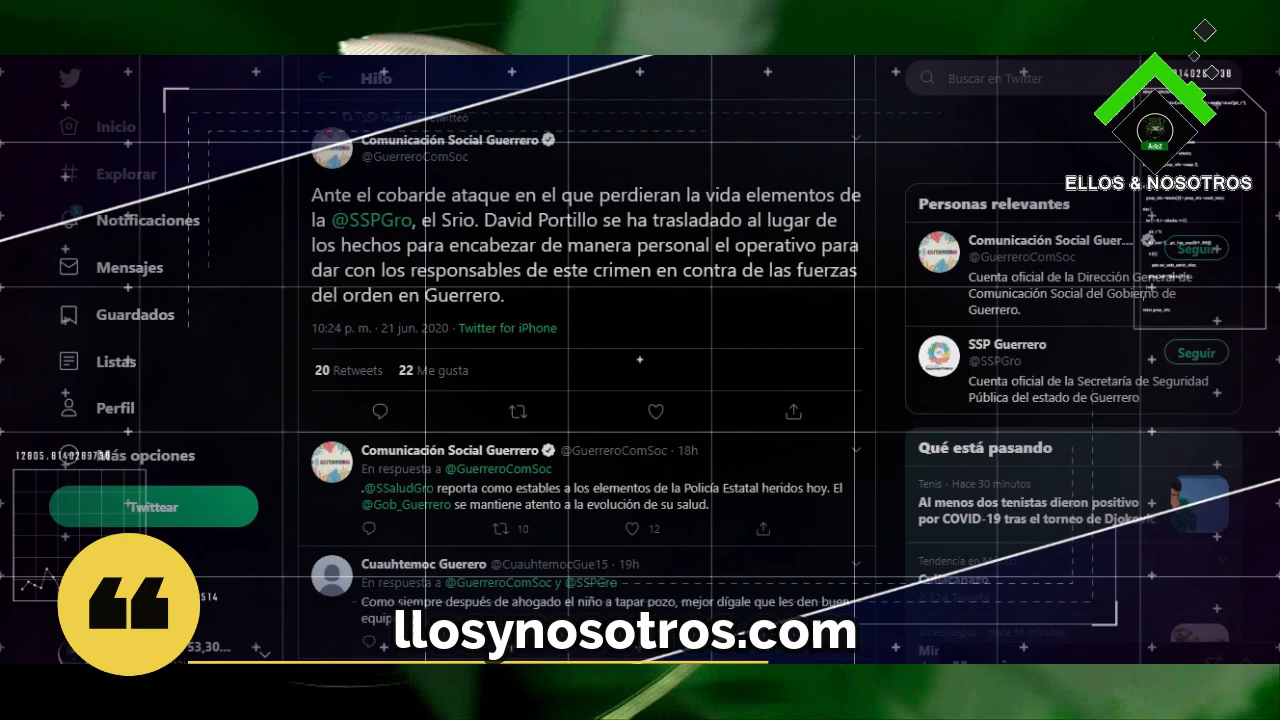 Hilo
Buscar en Twitter
Inicio
Explorar
Notificaciones
Mensajes
Guardados
Listas
Perfil
Más opciones
Twittear
Comunicación Social Guerrero
@GuerreroComSoc
Ante el cobarde ataque en el que perdieran la vida elementos de
la @SSPGro, el Srio. David Portillo se ha trasladado al lugar de
los hechos para encabezar de manera personal el operativo para
dar con los responsables de este crimen en contra de las fuerzas
del orden en Guerrero.
10:24 p. m. · 21 jun. 2020 · Twitter for iPhone
20 Retweets 22 Me gusta
Comunicación Social Guerrero @GuerreroComSoc · 18h
En respuesta a @GuerreroComSoc
.@SSaludGro reporta como estables a los elementos de la Policía Estatal heridos hoy. El
@Gob_Guerrero se mantiene atento a la evolución de su salud.
10 12
Cuauhtemoc Guerero @CuauhtemocGue15 · 19h
En respuesta a @GuerreroComSoc y @SSPGro
Como siempre después de ahogado el niño a tapar pozo, mejor dígale que les den buen
ELLOS & NOSOTROS
Personas relevantes
Comunicación Social Guer...
@GuerreroComSoc
Seguir
Cuenta oficial de la Dirección General de
Comunicación Social del Gobierno de
Guerrero.
SSP Guerrero
@SSPGro
Seguir
Cuenta oficial de la Secretaría de Seguridad
Pública del estado de Guerrero
Qué está pasando
Tenis · Hace 30 minutos
Al menos dos tenistas dieron positivo
por COVID-19 tras el torneo de Djokovic
llosynosotros.com